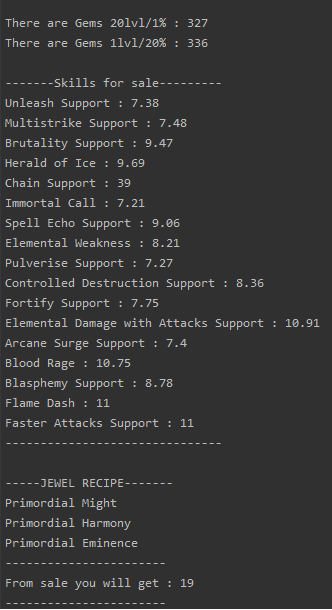 There are Gems 20lvl/1% : 327
There are Gems 1lvl/20% : 336
-------Skills for sale---------
Unleash Support : 7.38
Multistrike Support : 7.48
Brutality Support : 9.47
Herald of Ice : 9.69
Chain Support : 39
Immortal Call : 7.21
Spell Echo Support : 9.06
Elemental Weakness : 8.21
Pulverise Support : 7.27
Controlled Destruction Support : 8.36
Fortify Support : 7.75
Elemental Damage with Attacks Support : 10.91
Arcane Surge Support : 7.4
Blood Rage : 10.75
Blasphemy Support : 8.78
Flame Dash : 11
Faster Attacks Support : 11
-------------------------------
-----JEWEL RECIPE-------
Primordial Might
Primordial Harmony
Primordial Eminence
-----------------------
From sale you will get : 19
-----------------------